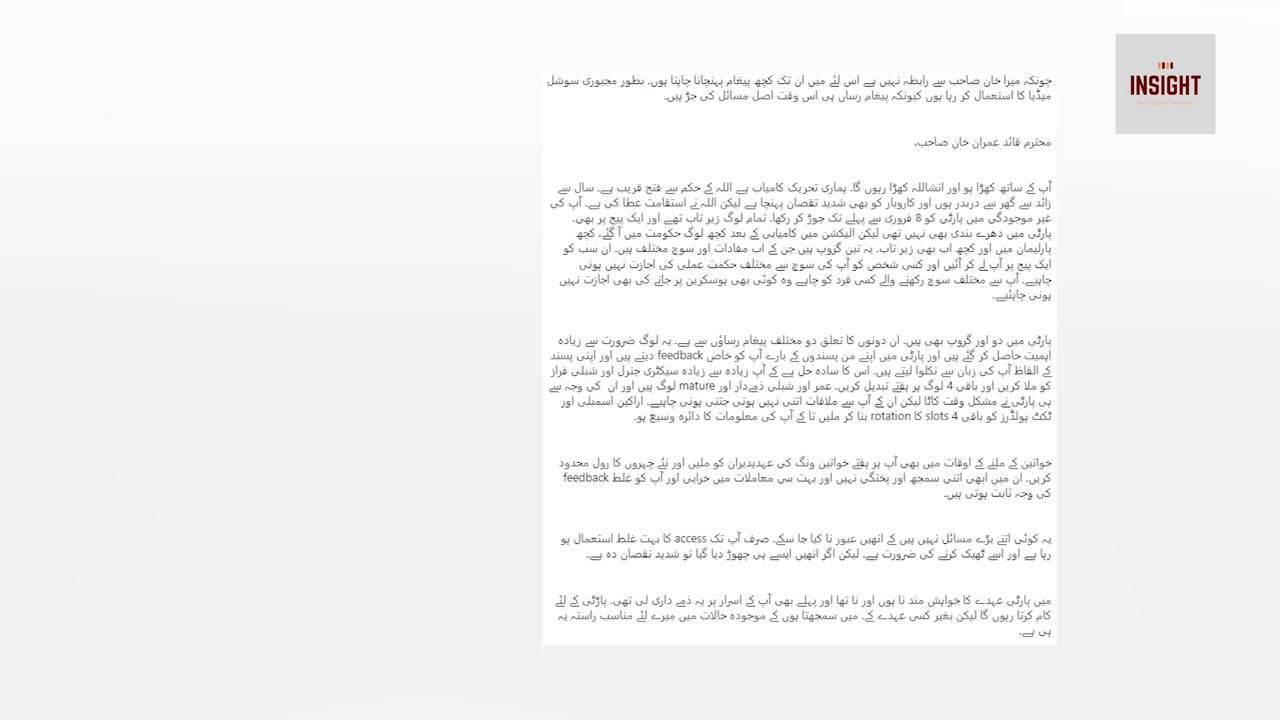 چونکہ میرا خان صاحب سے رابطہ نہیں ہے اس لئے میں ان تک کچھ پیغام پہنچانا چاہتا ہوں۔ بطور مجبوری سوشل
میڈیا کا استعمال کر رہا ہوں کیونکہ پیغام رساں ہی اس وقت اصل مسائل کی جڑ ہیں۔
محترم قائد عمران خان صاحب،
آپ کے ساتھ کھڑا ہو اور انشاللہ کھڑا رہوں گا۔ ہماری تحریک کامیاب ہے اللہ کے حکم سے فتح قریب ہے۔ سال سے
زائد سے گھر سے دربدر ہوں اور کاروبار کو بھی شدید تقصان پہنچا ہے لیکن اللہ نے استقامت عطا کی ہے۔ آپ کی
غیر موجودگی میں پارٹی کو 8 فروری سے پہلے تک جوڑ کر رکھا۔ تمام لوگ زیر تاب تھے اور ایک پیج پر بھی۔
پارٹی میں دھرے بندی بھی نہیں تھی لیکن الیکشن میں کامیابی کے بعد کچھ لوگ حکومت میں آ گئے، کچھ
پارلیمان میں اور کچھ اب بھی زیر تاب۔ یہ تین گروپ ہیں جن کے اب مفادات اور سوچ مختلف ہیں۔ ان سب کو
ایک پیج پر آپ لے کر آئیں اور کسی شخص کو آپ کی سوچ سے مختلف حکمت عملی کی اجازت نہیں ہونی
چاہیے۔ آپ سے مختلف سوچ رکھنے والے کسی فرد کو چاہے وہ کوئی بھی ہوسکرین پر جانے کی بھی اجازت نہیں
ہونی چاہئیے۔
پارٹی میں دو اور گروپ بھی ہیں۔ ان دونوں کا تعلق دو مختلف پیغام رساؤں سے ہے۔ یہ لوگ ضرورت سے زیادہ
اہمیت حاصل کر گئے ہیں اور پارٹی میں اپنے من پسندوں کے بارے آپ کو خاص feedback دیتے ہیں اور اپنی پسند
کے الفاظ آپ کی زبان سے نکلوا لیتے ہیں۔ اس کا سادہ حل ہے کے آپ زیادہ سے زیادہ سیکٹری جنرل اور شبلی فراز
کو ملا کریں اور باقی 4 لوگ ہر ہفتے تبدیل کریں۔ عمر اور شبلی ذمےدار اور mature لوگ ہیں اور ان کی وجہ سے
ہی پارٹی نے مشکل وقت کاٹا لیکن ان کے آپ سے ملاقات اتنی نہیں ہوتی جتنی ہونی چاہیے۔ اراکین اسمبلی اور
ٹکٹ ہولڈرز کو باقی 4 slots کا rotation بنا کر ملیں تا کے آپ کی معلومات کا دائرہ وسیع ہو۔
خواتین کے ملنے کے اوقات میں بھی آپ ہر ہفتے خواتین ونگ کی عہدیدیران کو ملیں اور نئے چہروں کا رول محدود
کریں۔ ان میں ابھی اتنی سمجھ اور پختگی نہیں اور بہت سی معاملات میں خرابی اور آپ کو غلط feedback
کی وجہ ثابت ہوتی ہیں۔
یہ کوئی اتنے بڑے مسائل نہیں ہیں کے انھیں عبور نا کیا جا سکے۔ صرف آپ تک access کا بہت غلط استعمال ہو
رہا ہے اور اسے ٹھیک کرنے کی ضرورت ہے۔ لیکن اگر انھیں ایسے ہی چھوڑ دیا گیا تو شدید نقصان دہ ہے۔
میں پارٹی عہدے کا خواہش مند نا ہوں اور نا تھا اور پہلے بھی آپ کے اسرار پر یہ ذمے داری لی تھی۔ پاڑٹی کے لئے
کام کرتا رہوں گا لیکن بغیر کسی عہدے کے۔ میں سمجھتا ہوں کے موجودہ حالات میں میرے لئے مناسب راستہ یہ
ہی ہے۔
INSIGHT